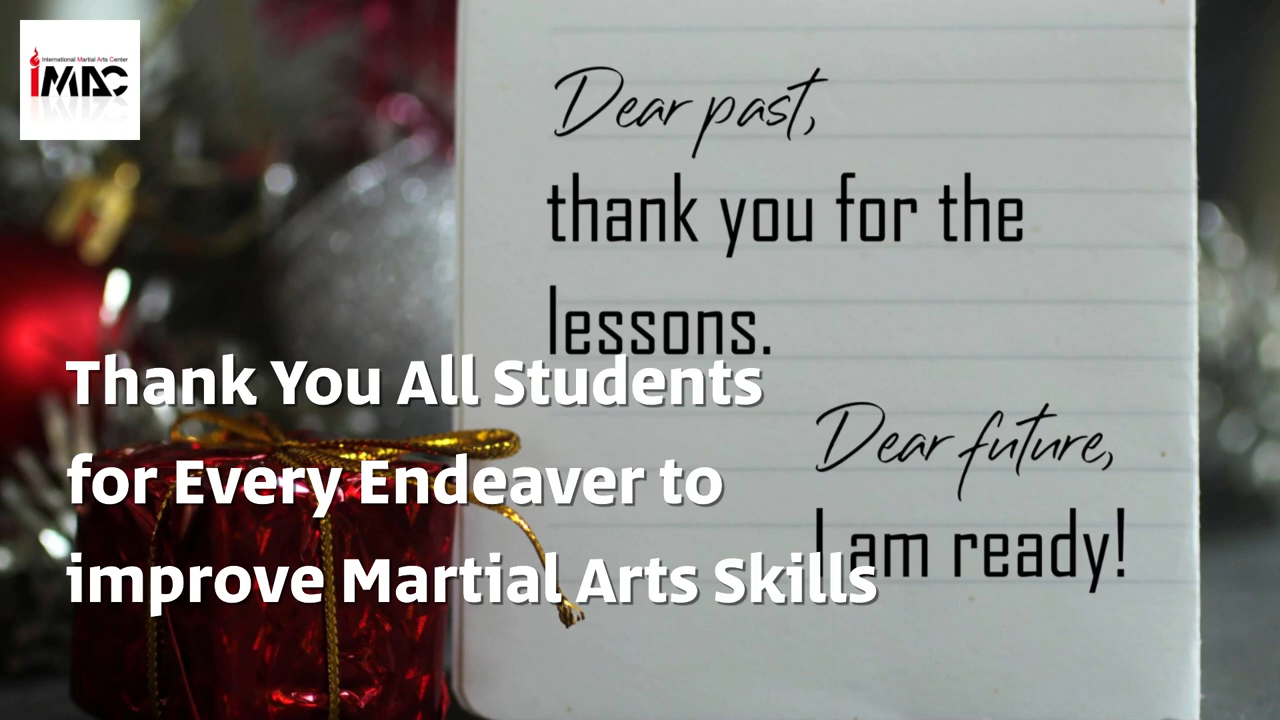 International Martial Arts Center
iMAC
Dear past,
thank you for the
lessons.
Thank You All Students
for Every Endeaver to
improve Martial Arts Skills
Dear future,
I am ready!